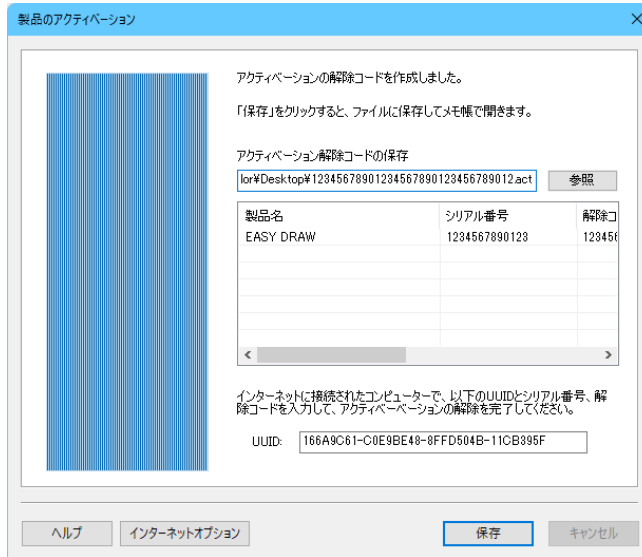 製品のアクティベーション
アクティベーションの解除コードを作成しました。
「保存」をクリックすると、ファイルに保存してメモ帳で開きます。
アクティベーション解除コードの保存
lor¥Desktop¥12345678901234567890123456789012.act 参照
製品名 シリアル番号 解除コ
EASY DRAW 1234567890123 123456
インターネットに接続されたコンピューターで、以下のUUIDとシリアル番号、解
除コードを入力して、アクティベーベーションの解除を完了してください。
UUID: 166A9C61-C0E9BE48-8FFD504B-11CB395F
ヘルプ インターネットオプション 保存 キャンセル